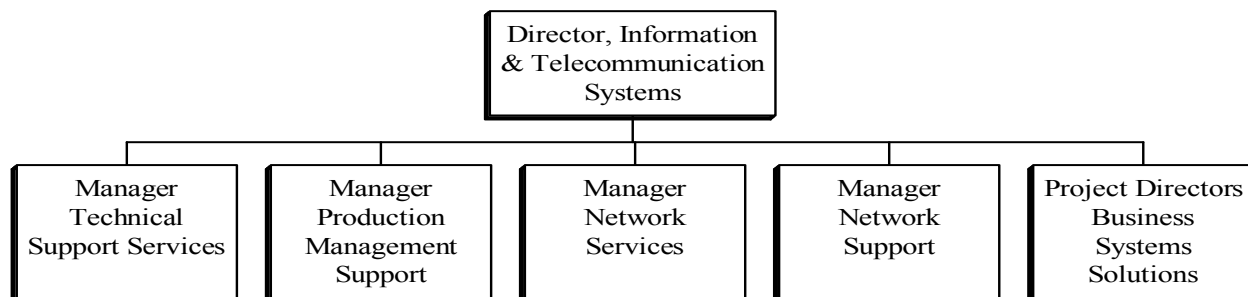 Director, Information
& Telecommunication
Systems
Manager
Technical
Support Services
Manager
Production
Management
Support
Manager
Network
Services
Manager
Network
Support
Project Directors
Business
Systems
Solutions